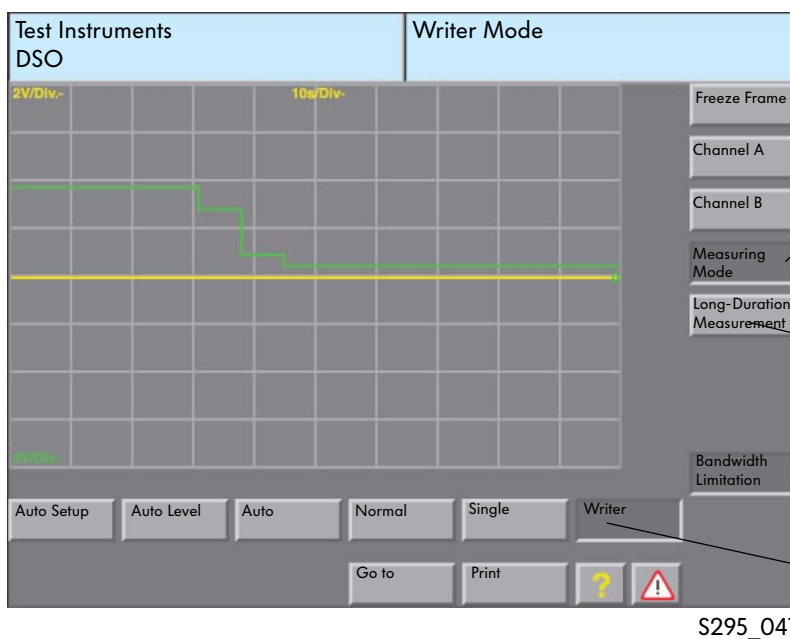 Test Instruments
DSO
Writer Mode
2V/Div.-
10s/Div-
Freeze Frame
Channel A
Channel B
Measuring
Mode
Long-Duration
Measurement
2V/Div.-
Bandwidth
Limitation
Auto Setup
Auto Level
Auto
Normal
Single
Writer
Go to
Print
?
!
S295_047